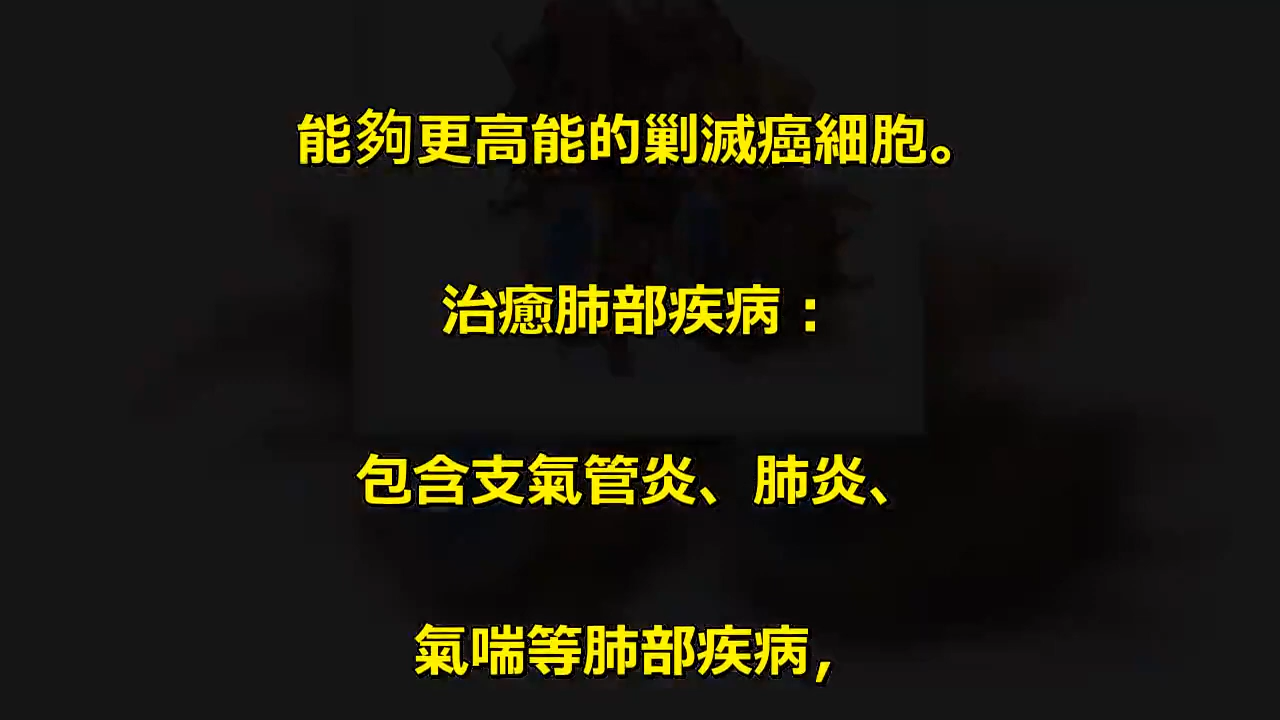 能夠更高能的剿滅癌細胞。
治癒肺部疾病：
包含支氣管炎、肺炎、
氣喘等肺部疾病，